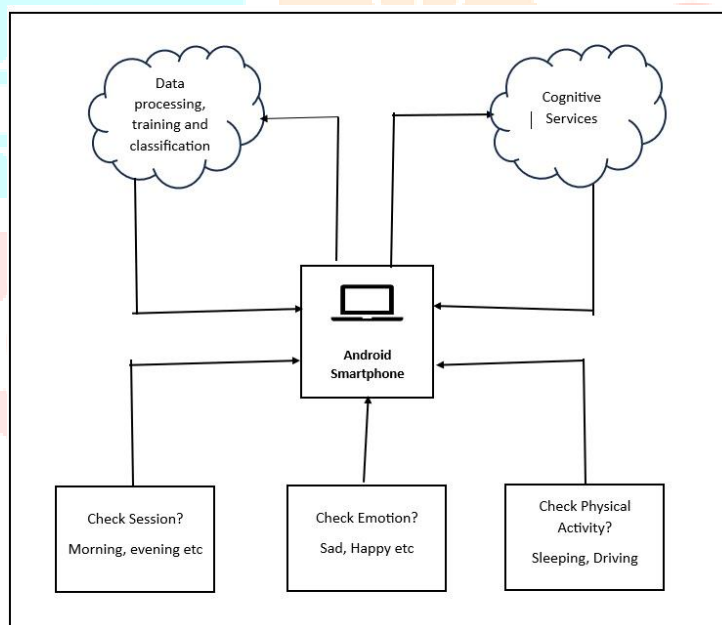 Data
processing,
training and
classification
Cognitive
Services
Android
Smartphone
Check Session?
Morning, evening etc
Check Emotion?
Sad, Happy etc
Check Physical
Activity?
Sleeping, Driving